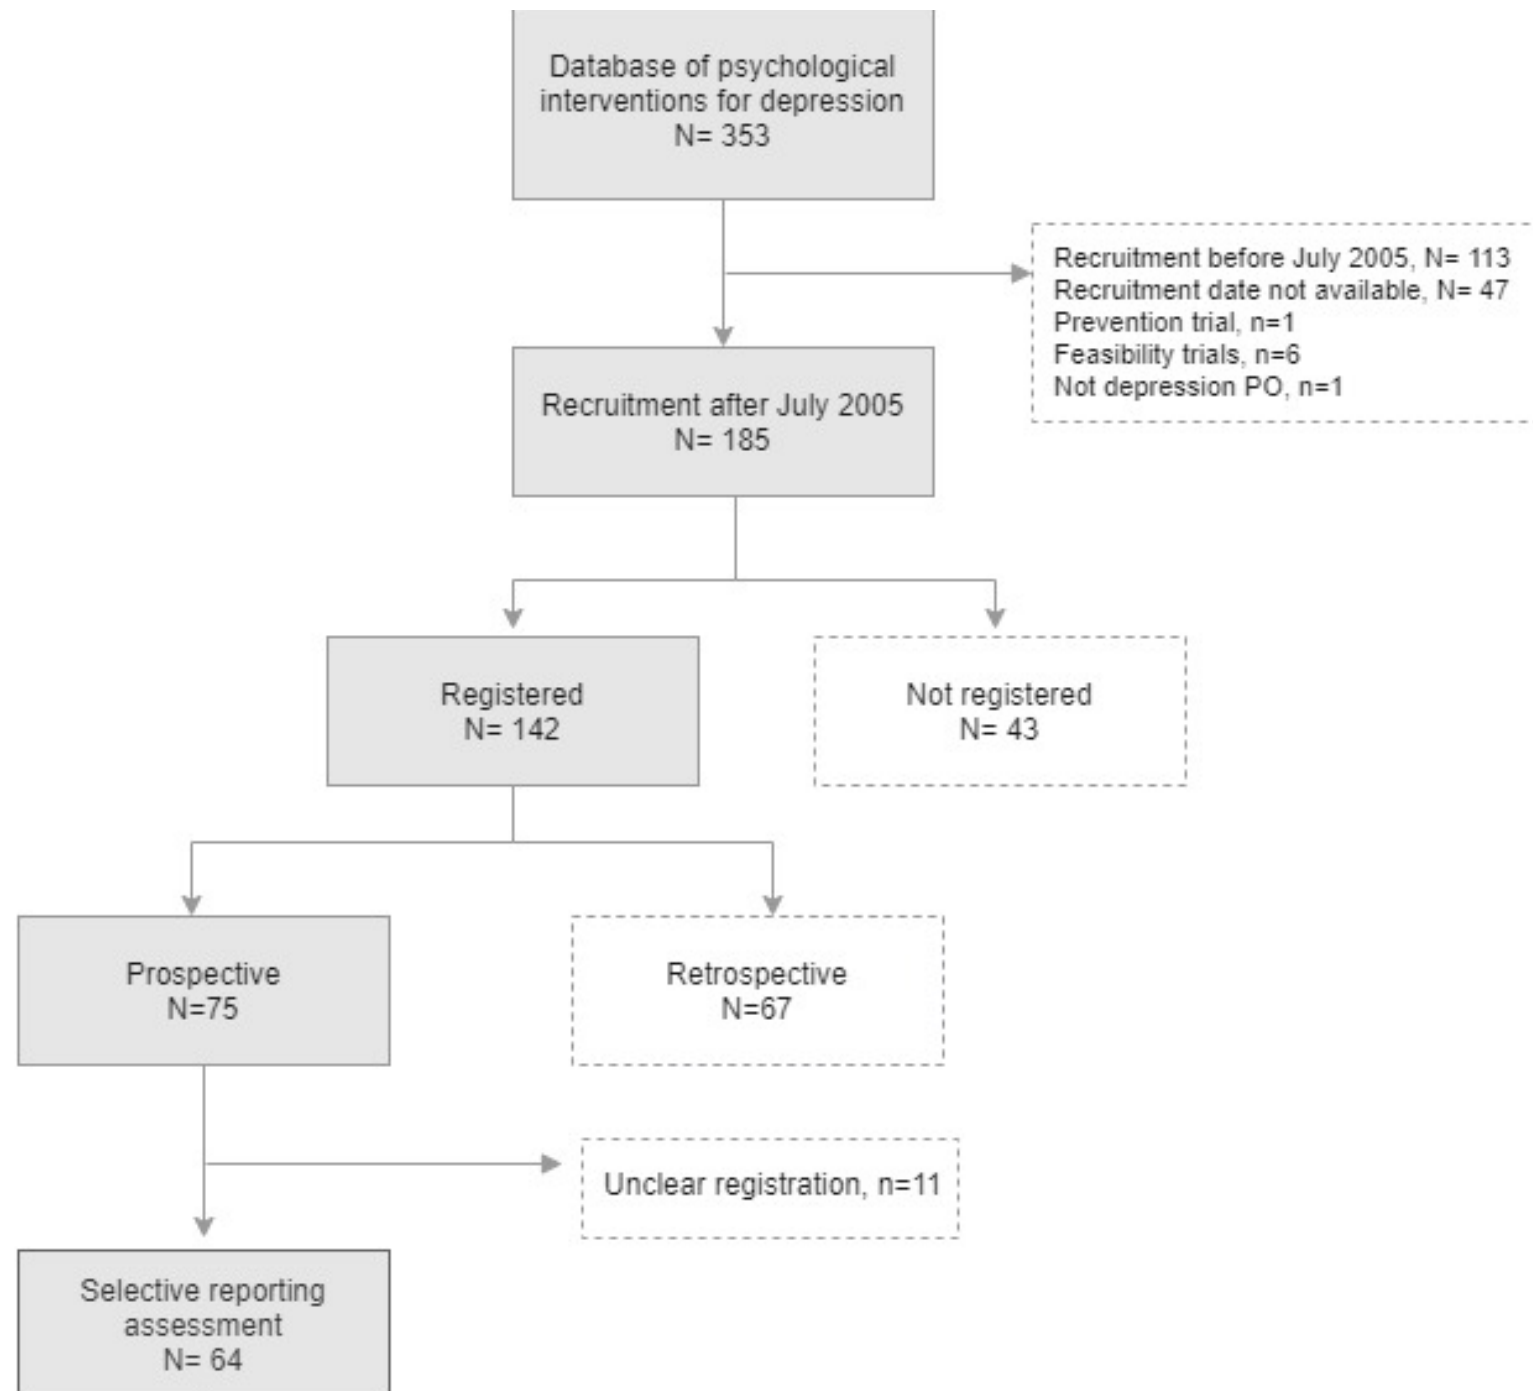 Database of psychological
interventions for depression
N= 353
Recruitment before July 2005, N= 113
Recruitment date not available, N= 47
Prevention trial, n=1
Feasibility trials, n=6
Not depression PO, n=1
Recruitment after July 2005
N= 185
Registered
N= 142
Not registered
N= 43
Prospective
N=75
Retrospective
N=67
Unclear registration, n=11
Selective reporting
assessment
N= 64